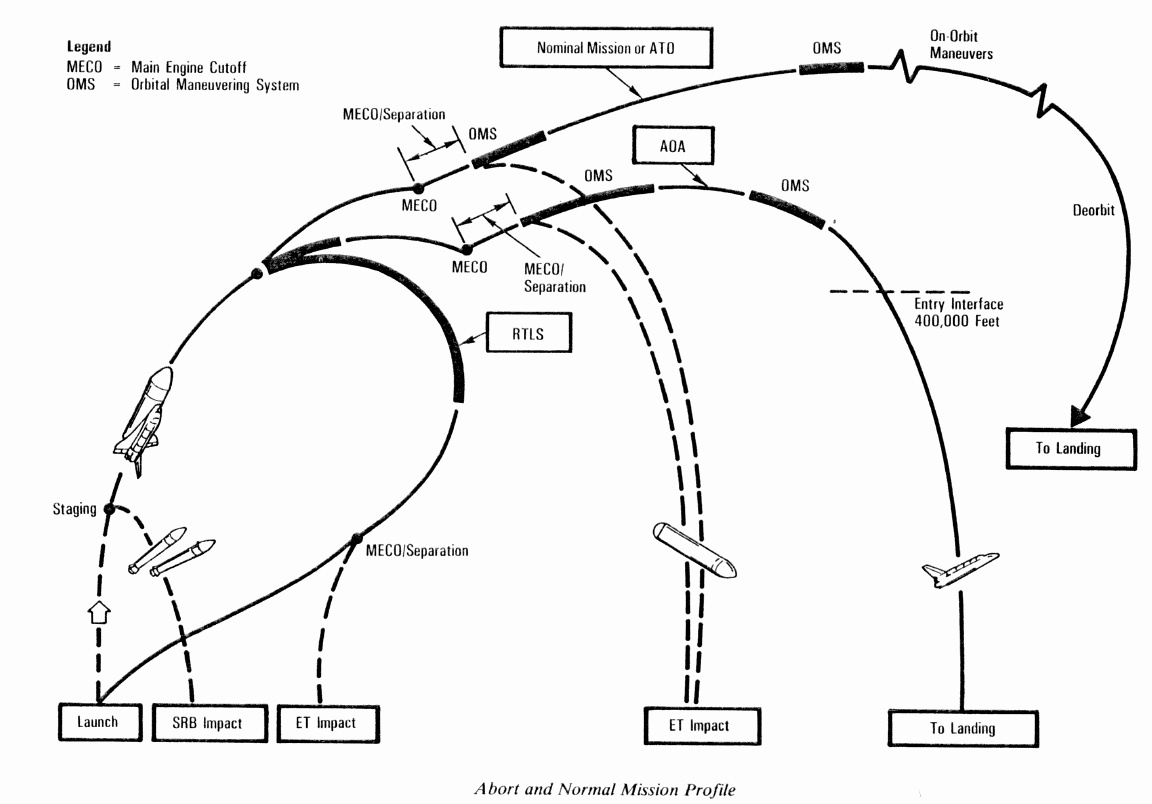 Legend
MECO = Main Engine Cutoff
OMS = Orbital Maneuvering System
Nominal Mission or ATO
OMS
On-Orbit
Maneuvers
MECO/Separation
OMS
AOA
MECO
OMS
OMS
Deorbit
MECO
MECO/
Separation
Entry Interface
400,000 Feet
RTLS
To Landing
Staging
MECO/Separation
Launch
SRB Impact
ET Impact
ET Impact
To Landing
Abort and Normal Mission Profile